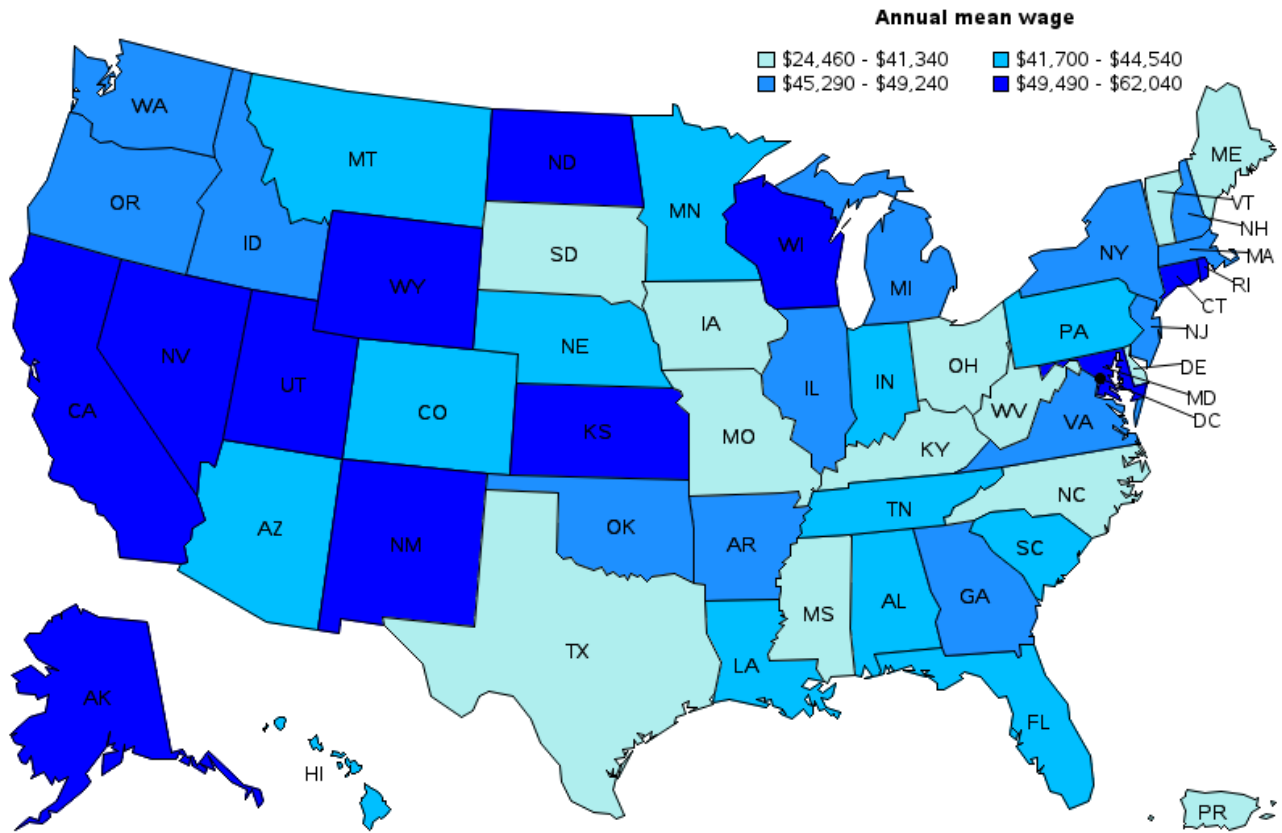 Annual mean wage
$24,460 - $41,340 $41,700 - $44,540
$45,290 - $49,240 $49,490 - $62,040
WA
MT
ND
ME
OR
MN
VT
ID
SD
WI
NY
NH
MA
WY
MI
RI
CT
IA
NV
NE
PA
NJ
UT
OH
DE
CA
CO
IL
IN
MD
WV
DC
KS
MO
VA
KY
NC
AZ
NM
OK
AR
TN
SC
MS
AL
GA
TX
LA
AK
FL
HI
PR